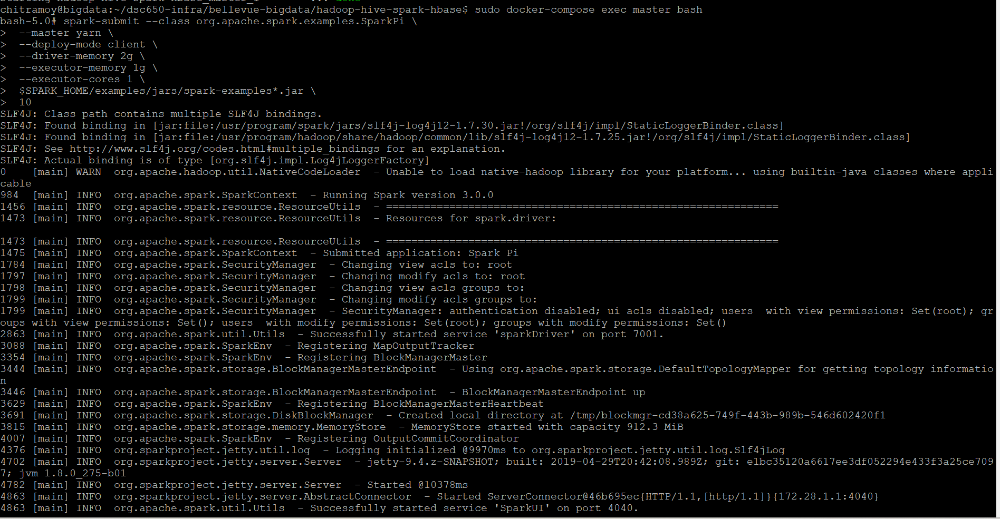 chitramoy@bigdata:~/dsc650-infra/bellevue-bigdata/hadoop-hive-spark-hbase$ sudo docker-compose exec master bash
bash-5.0# spark-submit --class org.apache.spark.examples.SparkPi \
>  --master yarn \
>  --deploy-mode client \
>  --driver-memory 2g \
>  --executor-memory 1g \
>  --executor-cores 1 \
>  $SPARK_HOME/examples/jars/spark-examples*.jar \
>  10
SLF4J: Class path contains multiple SLF4J bindings.
SLF4J: Found binding in [jar:file:/usr/program/spark/jars/slf4j-log4j12-1.7.30.jar!/org/slf4j/impl/StaticLoggerBinder.class]
SLF4J: Found binding in [jar:file:/usr/program/hadoop/share/hadoop/common/lib/slf4j-log4j12-1.7.25.jar!/org/slf4j/impl/StaticLoggerBinder.class]
SLF4J: See http://www.slf4j.org/codes.html#multiple_bindings for an explanation.
SLF4J: Actual binding is of type [org.slf4j.impl.Log4jLoggerFactory]
0    [main] WARN  org.apache.hadoop.util.NativeCodeLoader  - Unable to load native-hadoop library for your platform... using builtin-java classes where appli
cable
984  [main] INFO  org.apache.spark.SparkContext  - Running Spark version 3.0.0
1456 [main] INFO  org.apache.spark.resource.ResourceUtils  - ==============================================================
1473 [main] INFO  org.apache.spark.resource.ResourceUtils  - Resources for spark.driver:
1473 [main] INFO  org.apache.spark.resource.ResourceUtils  - ==============================================================
1475 [main] INFO  org.apache.spark.SparkContext  - Submitted application: Spark Pi
1784 [main] INFO  org.apache.spark.SecurityManager  - Changing view acls to: root
1797 [main] INFO  org.apache.spark.SecurityManager  - Changing modify acls to: root
1798 [main] INFO  org.apache.spark.SecurityManager  - Changing view acls groups to:
1799 [main] INFO  org.apache.spark.SecurityManager  - Changing modify acls groups to:
1799 [main] INFO  org.apache.spark.SecurityManager  - SecurityManager: authentication disabled; ui acls disabled; users  with view permissions: Set(root); gr
oups with view permissions: Set(); users  with modify permissions: Set(root); groups with modify permissions: Set()
2863 [main] INFO  org.apache.spark.util.Utils  - Successfully started service 'sparkDriver' on port 7001.
3088 [main] INFO  org.apache.spark.SparkEnv  - Registering MapOutputTracker
3354 [main] INFO  org.apache.spark.SparkEnv  - Registering BlockManagerMaster
3444 [main] INFO  org.apache.spark.storage.BlockManagerMasterEndpoint  - Using org.apache.spark.storage.DefaultTopologyMapper for getting topology informatio
n
3446 [main] INFO  org.apache.spark.storage.BlockManagerMasterEndpoint  - BlockManagerMasterEndpoint up
3629 [main] INFO  org.apache.spark.SparkEnv  - Registering BlockManagerMasterHeartbeat
3691 [main] INFO  org.apache.spark.storage.DiskBlockManager  - Created local directory at /tmp/blockmgr-cd38a625-749f-443b-989b-546d602420f1
3815 [main] INFO  org.apache.spark.storage.memory.MemoryStore  - MemoryStore started with capacity 912.3 MiB
4007 [main] INFO  org.apache.spark.SparkEnv  - Registering OutputCommitCoordinator
4376 [main] INFO  org.sparkproject.jetty.util.log  - Logging initialized @9970ms to org.sparkproject.jetty.util.log.Slf4jLog
4702 [main] INFO  org.sparkproject.jetty.server.Server  - jetty-9.4.z-SNAPSHOT; built: 2019-04-29T20:42:08.989Z; git: e1bc35120a6617ee3df052294e433f3a25ce709
7; jvm 1.8.0_275-b01
4782 [main] INFO  org.sparkproject.jetty.server.Server  - Started @10378ms
4863 [main] INFO  org.sparkproject.jetty.server.AbstractConnector  - Started ServerConnector@46b695ec{HTTP/1.1,[http/1.1]}{172.28.1.1:4040}
4863 [main] INFO  org.apache.spark.util.Utils  - Successfully started service 'SparkUI' on port 4040.